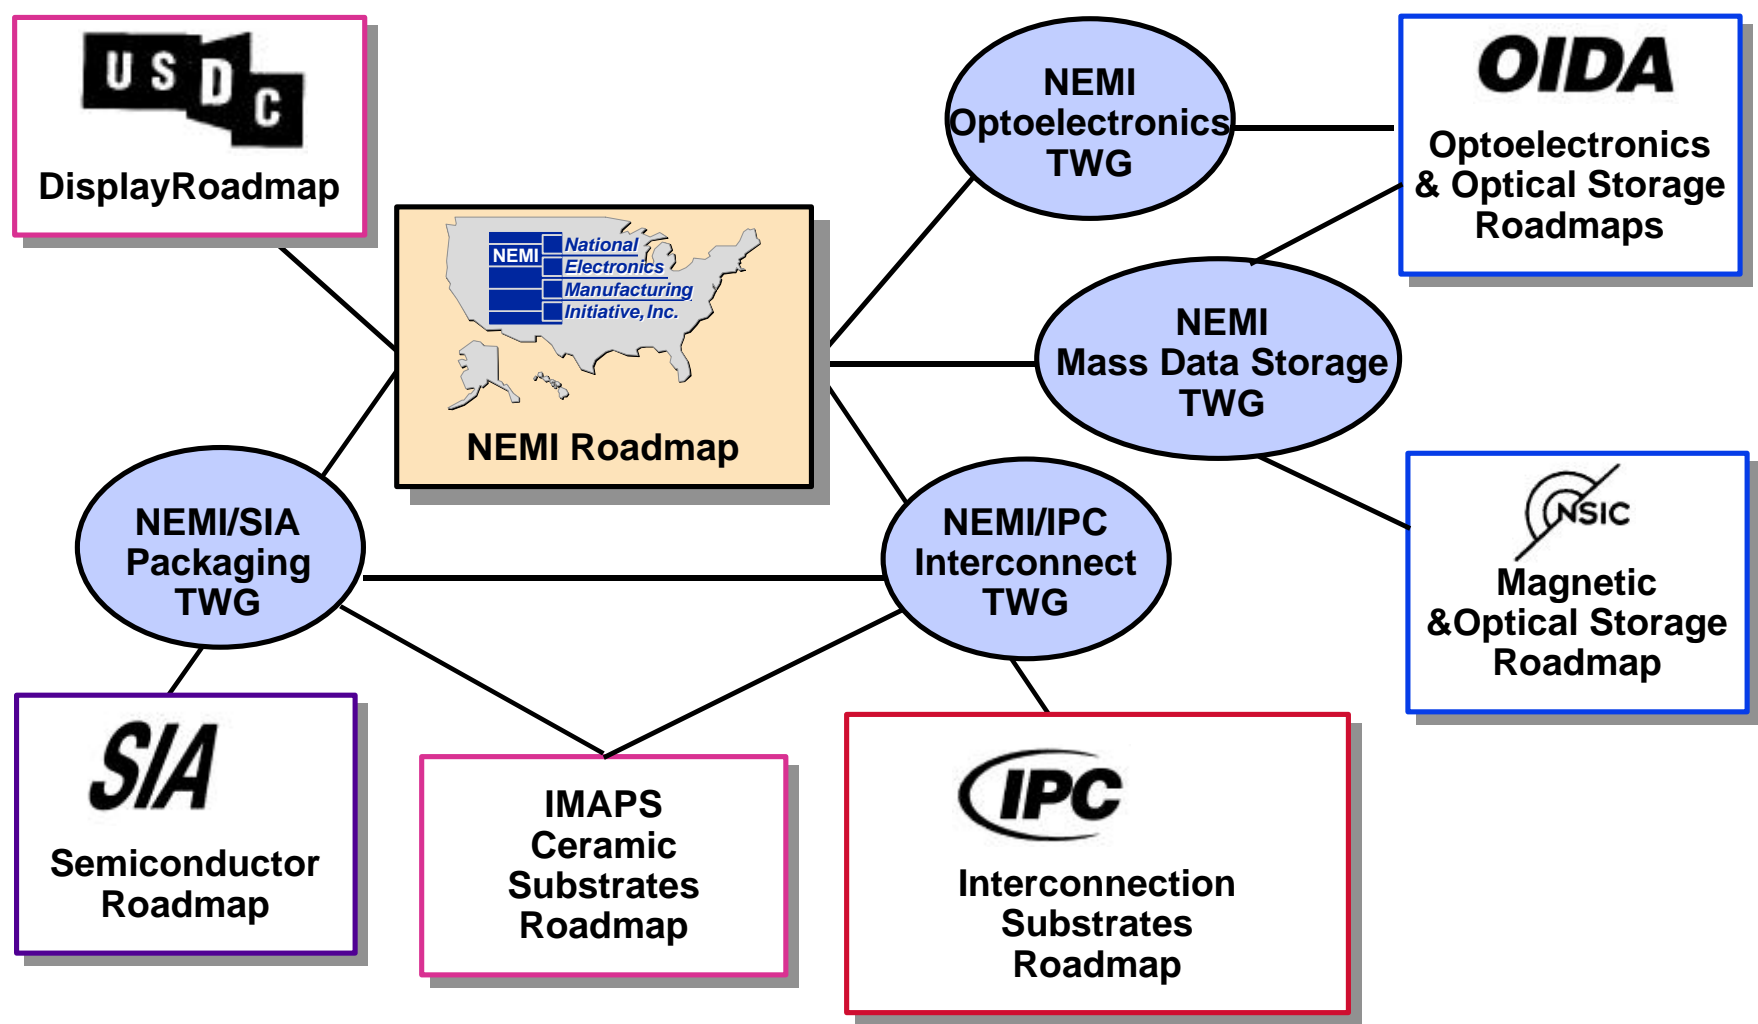 USDC
DisplayRoadmap
NEMI
Optoelectronics
TWG
OIDA
Optoelectronics
& Optical Storage
Roadmaps
NEMI
National
Electronics
Manufacturing
Initiative, Inc.
NEMI Roadmap
NEMI
Mass Data Storage
TWG
NEMI/SIA
Packaging
TWG
NEMI/IPC
Interconnect
TWG
NSIC
Magnetic
&Optical Storage
Roadmap
SIA
Semiconductor
Roadmap
IMAPS
Ceramic
Substrates
Roadmap
IPC
Interconnection
Substrates
Roadmap